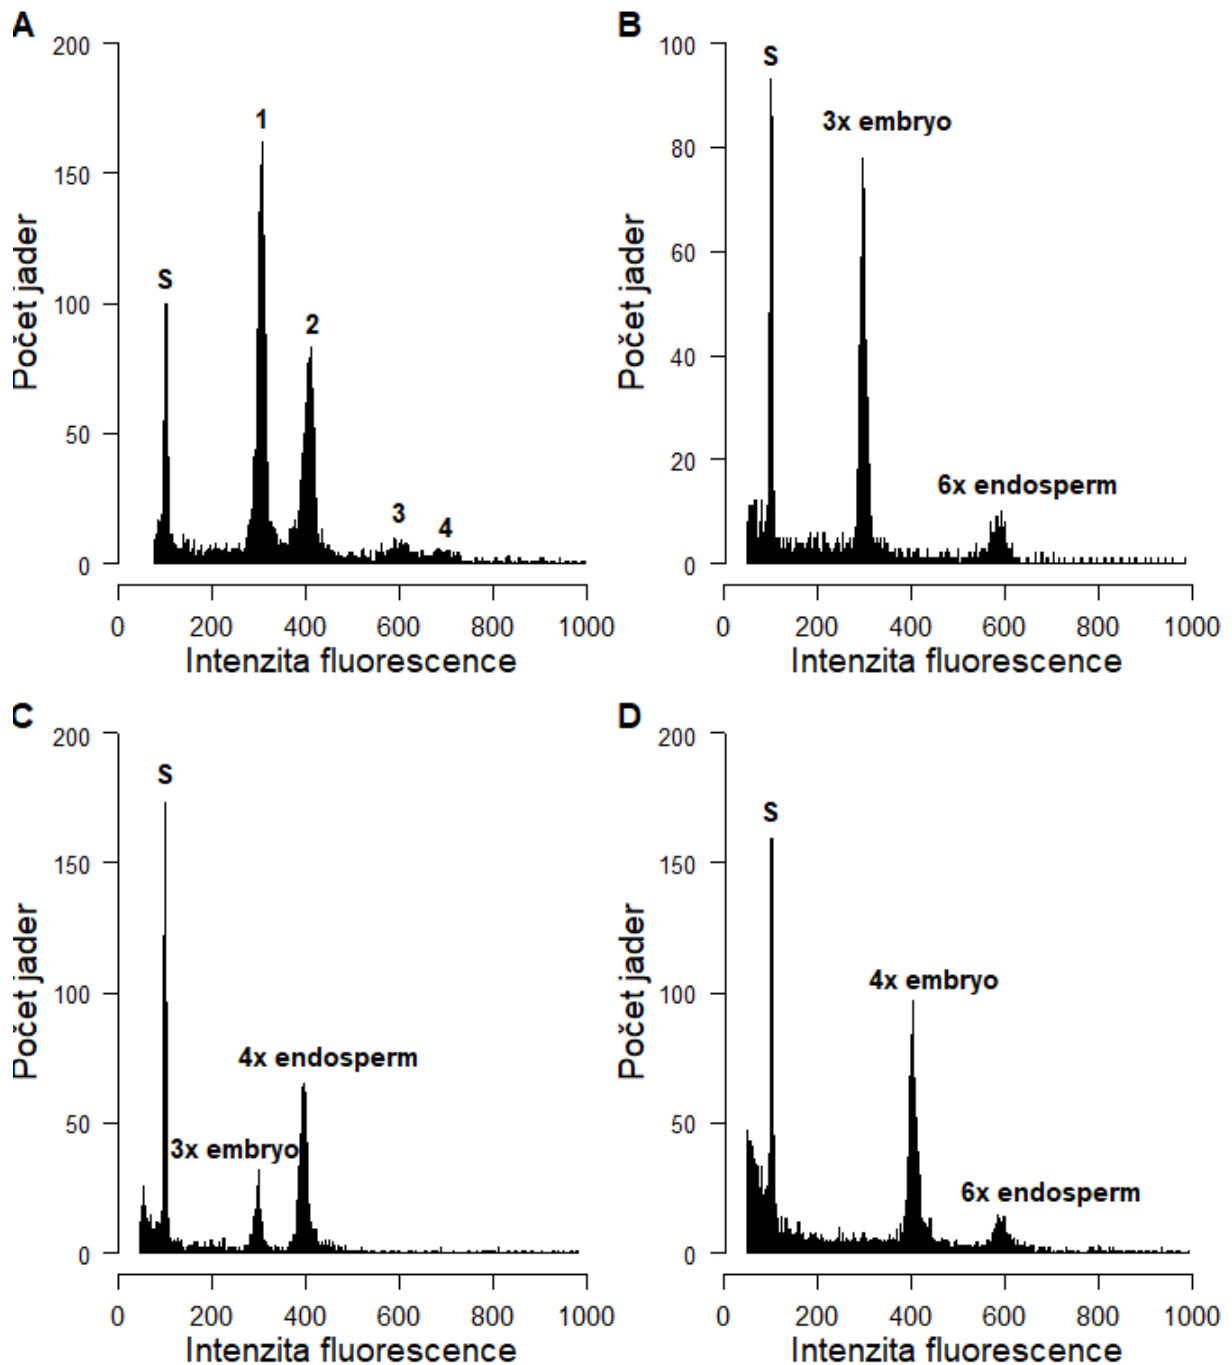 A
200
150
100
50
0
S
1
2
3
4
0 200 400 600 800 1000
Počet jader
Intenzita fluorescence
B
100
80
60
40
20
0
S
3x embryo
6x endosperm
0 200 400 600 800 1000
Počet jader
Intenzita fluorescence
C
200
150
100
50
0
S
4x endosperm
3x embryo
0 200 400 600 800 1000
Počet jader
Intenzita fluorescence
D
200
150
100
50
0
S
4x embryo
6x endosperm
0 200 400 600 800 1000
Počet jader
Intenzita fluorescence